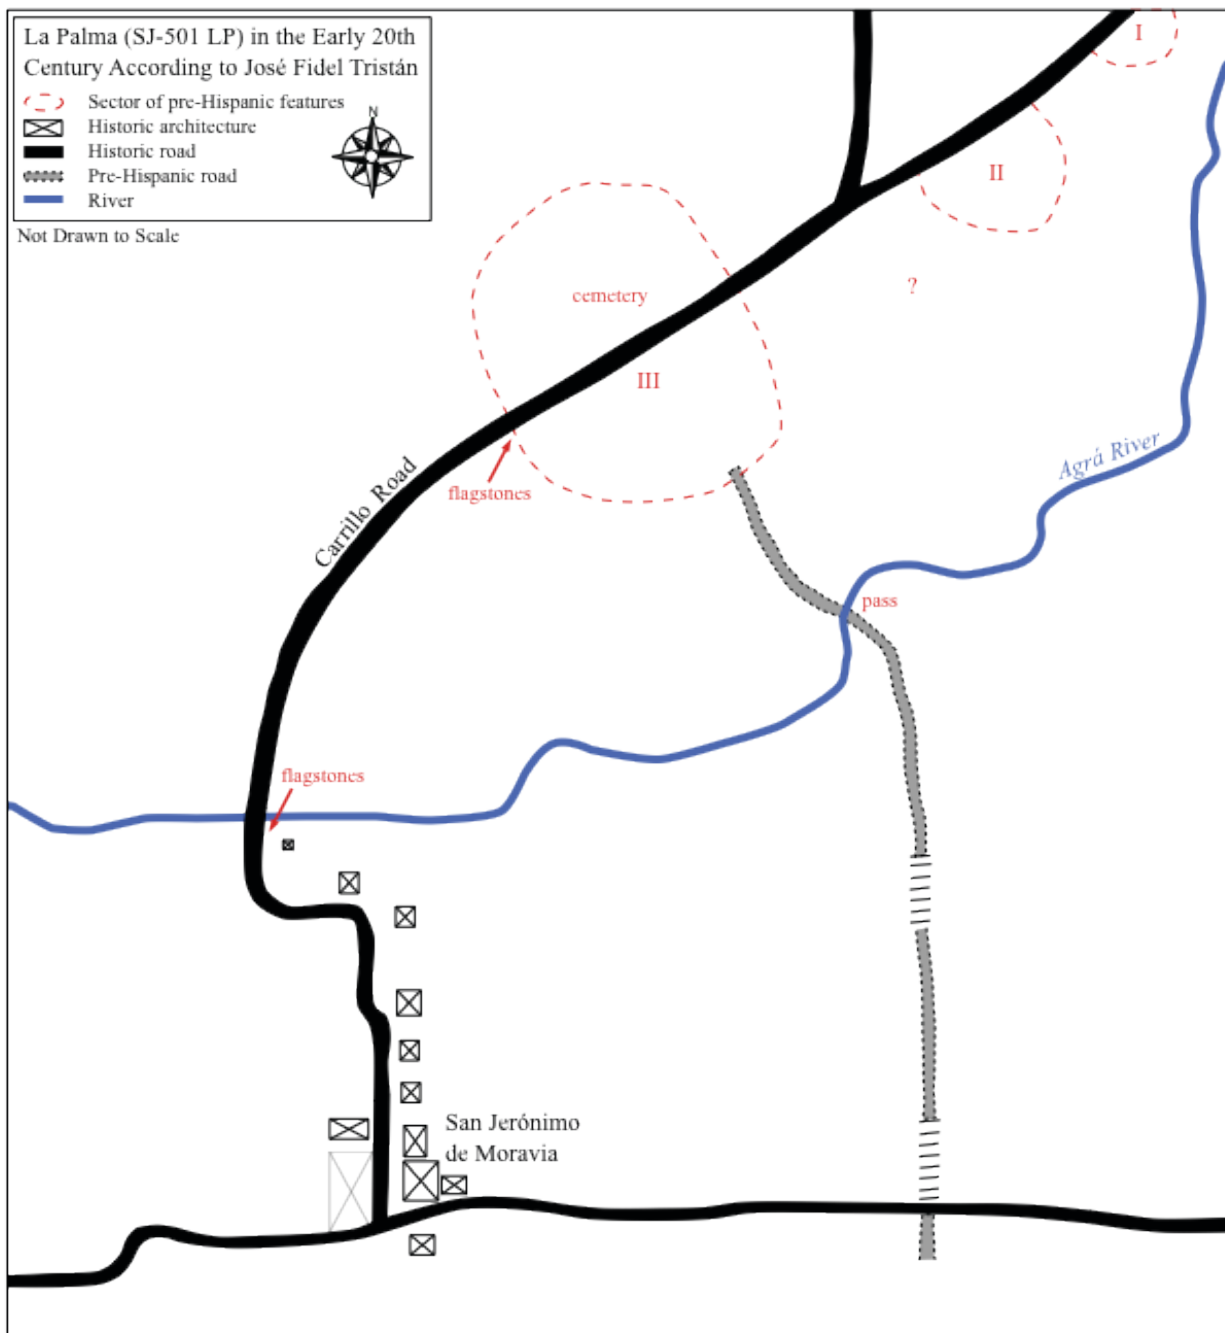 La Palma (SJ-501 LP) in the Early 20th
Century According to José Fidel Tristán
Sector of pre-Hispanic features
Historic architecture
Historic road
Pre-Hispanic road
River
N
Not Drawn to Scale
I
II
cemetery
?
III
Agrá River
flagstones
Carrillo Road
pass
flagstones
San Jerónimo
de Moravia